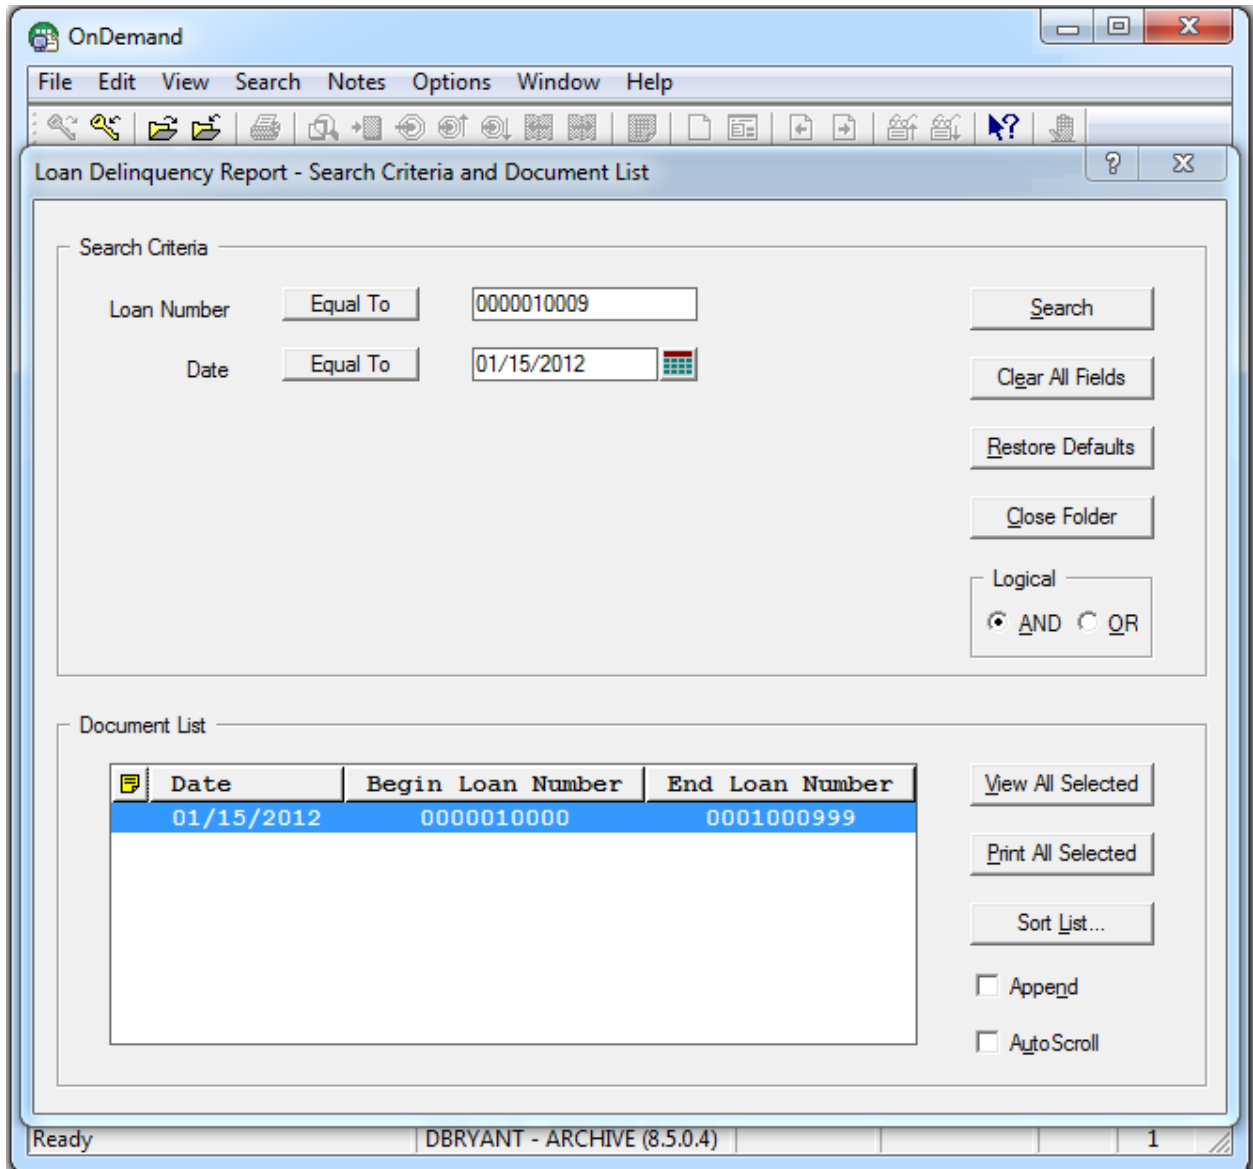 OnDemand
File Edit View Search Notes Options Window Help
Loan Delinquency Report - Search Criteria and Document List
Search Criteria
Loan Number Equal To 0000010009 Search
Date Equal To 01/15/2012 Clear All Fields
Restore Defaults
Close Folder
Logical
AND OR
Document List
Date Begin Loan Number End Loan Number View All Selected
01/15/2012 0000010000 0001000999
Print All Selected
Sort List...
Append
AutoScroll
Ready DBRYANT - ARCHIVE (8.5.0.4) 1